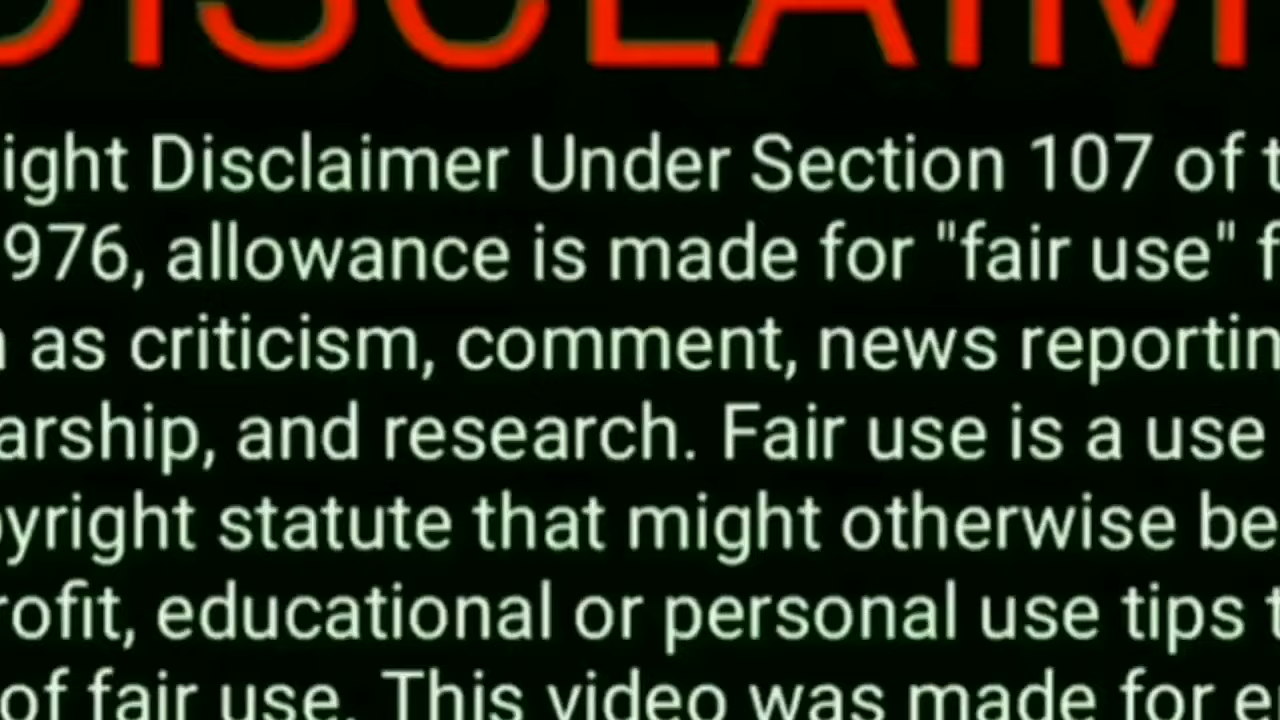 DISCLAIM
ight Disclaimer Under Section 107 of t
976, allowance is made for "fair use" f
as criticism, comment, news reportin
arship, and research. Fair use is a use
yright statute that might otherwise be
rofit, educational or personal use tips t
of fair use. This video was made for e